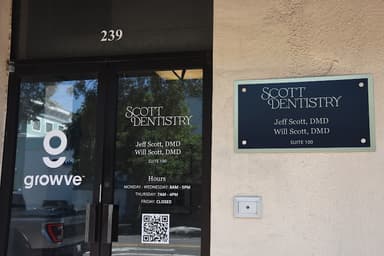 239
growve
SCOTT
DENTISTRY
Jeff Scott, DMD
Will Scott, DMD
SUITE 100
Hours
MONDAY - WEDNESDAY: 8AM - 5PM
THURSDAY: 7AM - 4PM
FRIDAY: CLOSED
SCOTT
DENTISTRY
Jeff Scott, DMD
Will Scott, DMD
SUITE 100